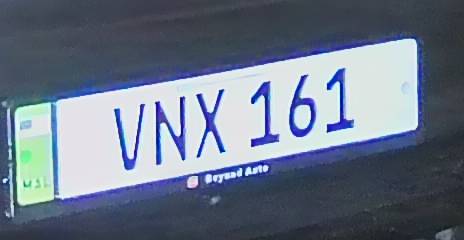 VNX 161
Beyond Auto